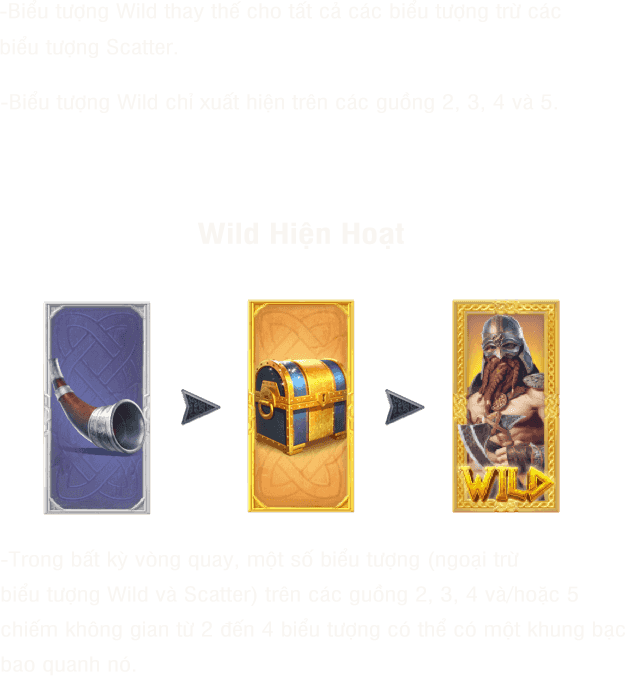 -Biểu tượng Wild thay thế cho tất cả các biểu tượng trừ các
biểu tượng Scatter.
-Biểu tượng Wild chỉ xuất hiện trên các guồng 2, 3, 4 và 5.
Wild Hiện Hoạt
WILD
-Trong bất kỳ vòng quay, một số biểu tượng (ngoại trừ
biểu tượng Wild và Scatter) trên các guồng 2, 3, 4 và/hoặc 5
chiếm không gian từ 2 đến 4 biểu tượng có thể có một khung bạc
bao quanh nó.